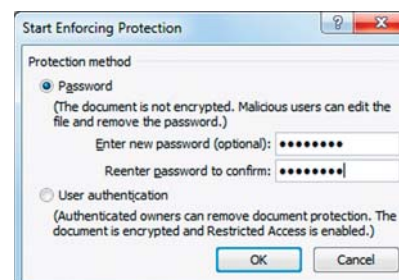 Start Enforcing Protection
Protection method
Password
(The document is not encrypted. Malicious users can edit the
file and remove the password.)
Enter new password (optional): ••••••••
Reenter password to confirm: ••••••••
User authentication
(Authenticated owners can remove document protection. The
document is encrypted and Restricted Access is enabled.)
OK Cancel